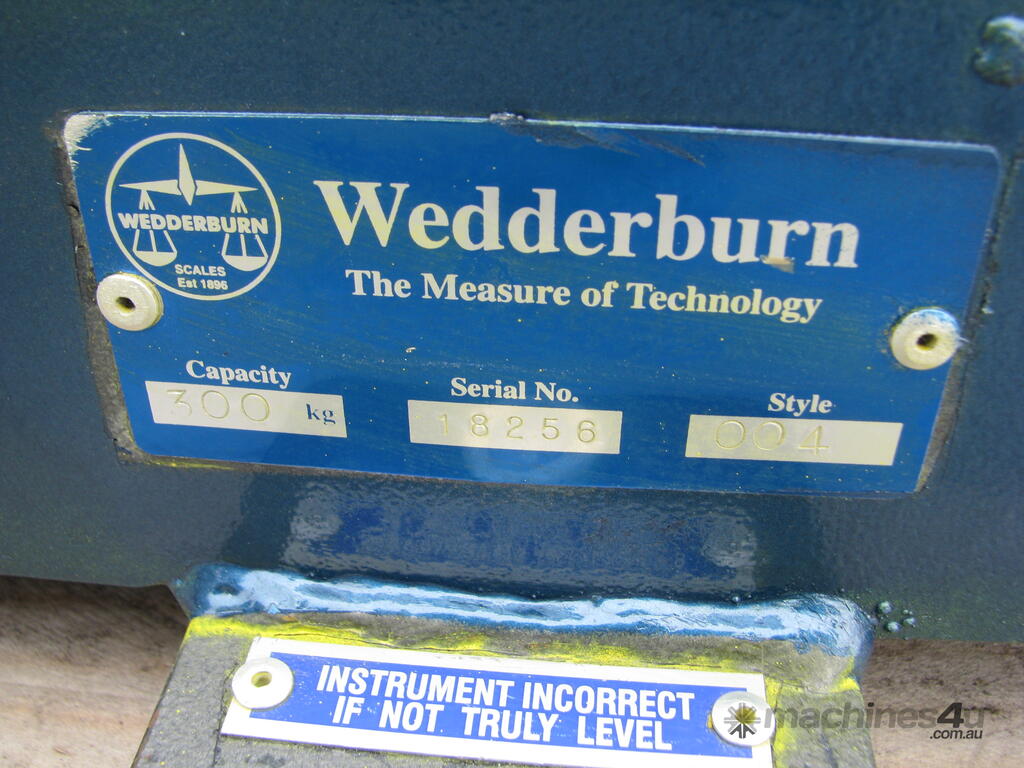 WEDDERBURN
SCALES
Est 1896
Wedderburn
The Measure of Technology
Capacity
300 kg
Serial No.
18256
Style
004
INSTRUMENT INCORRECT
IF NOT TRULY LEVEL
machines4u
.com.au